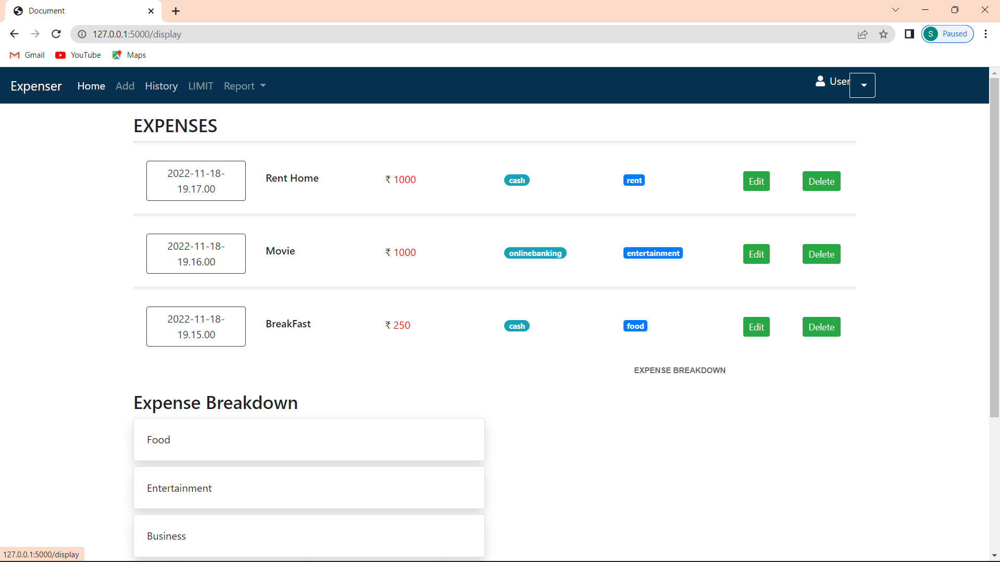 Document
127.0.0.1:5000/display
S Paused
Gmail YouTube Maps
Expenser Home Add History LIMIT Report User
EXPENSES
2022-11-18-
19.17.00
Rent Home ₹ 1000 cash rent Edit Delete
2022-11-18-
19.16.00
Movie ₹ 1000 onlinebanking entertainment Edit Delete
2022-11-18-
19.15.00
BreakFast ₹ 250 cash food Edit Delete
EXPENSE BREAKDOWN
Expense Breakdown
Food
Entertainment
Business
127.0.0.1:5000/display